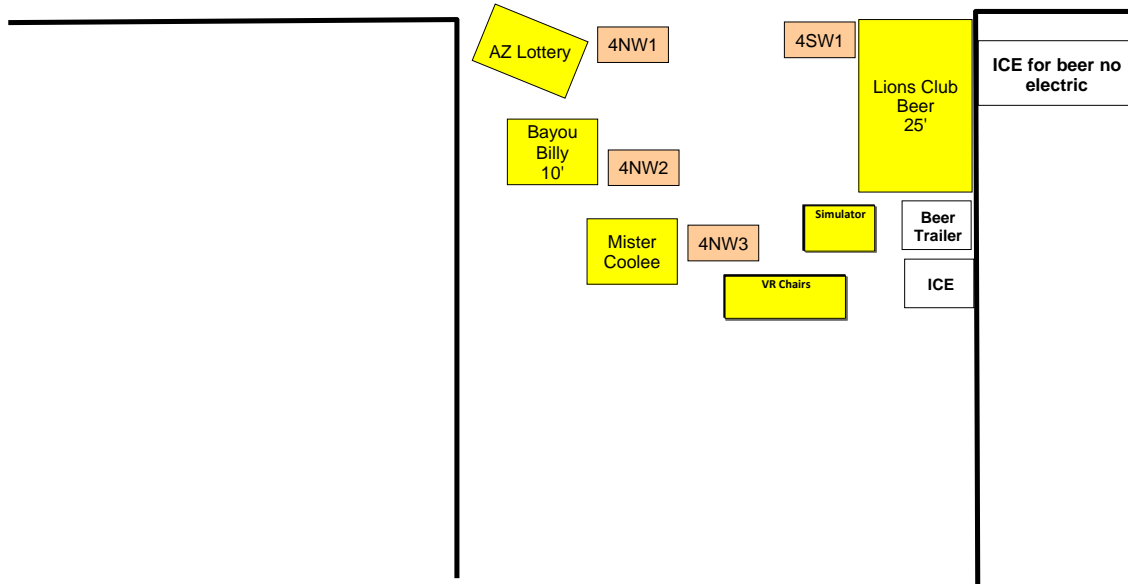 AZ Lottery
4NW1
4SW1
Lions Club
Beer
25'
ICE for beer no
electric
Bayou
Billy
10'
4NW2
Simulator
Beer
Trailer
Mister
Coolee
4NW3
VR Chairs
ICE